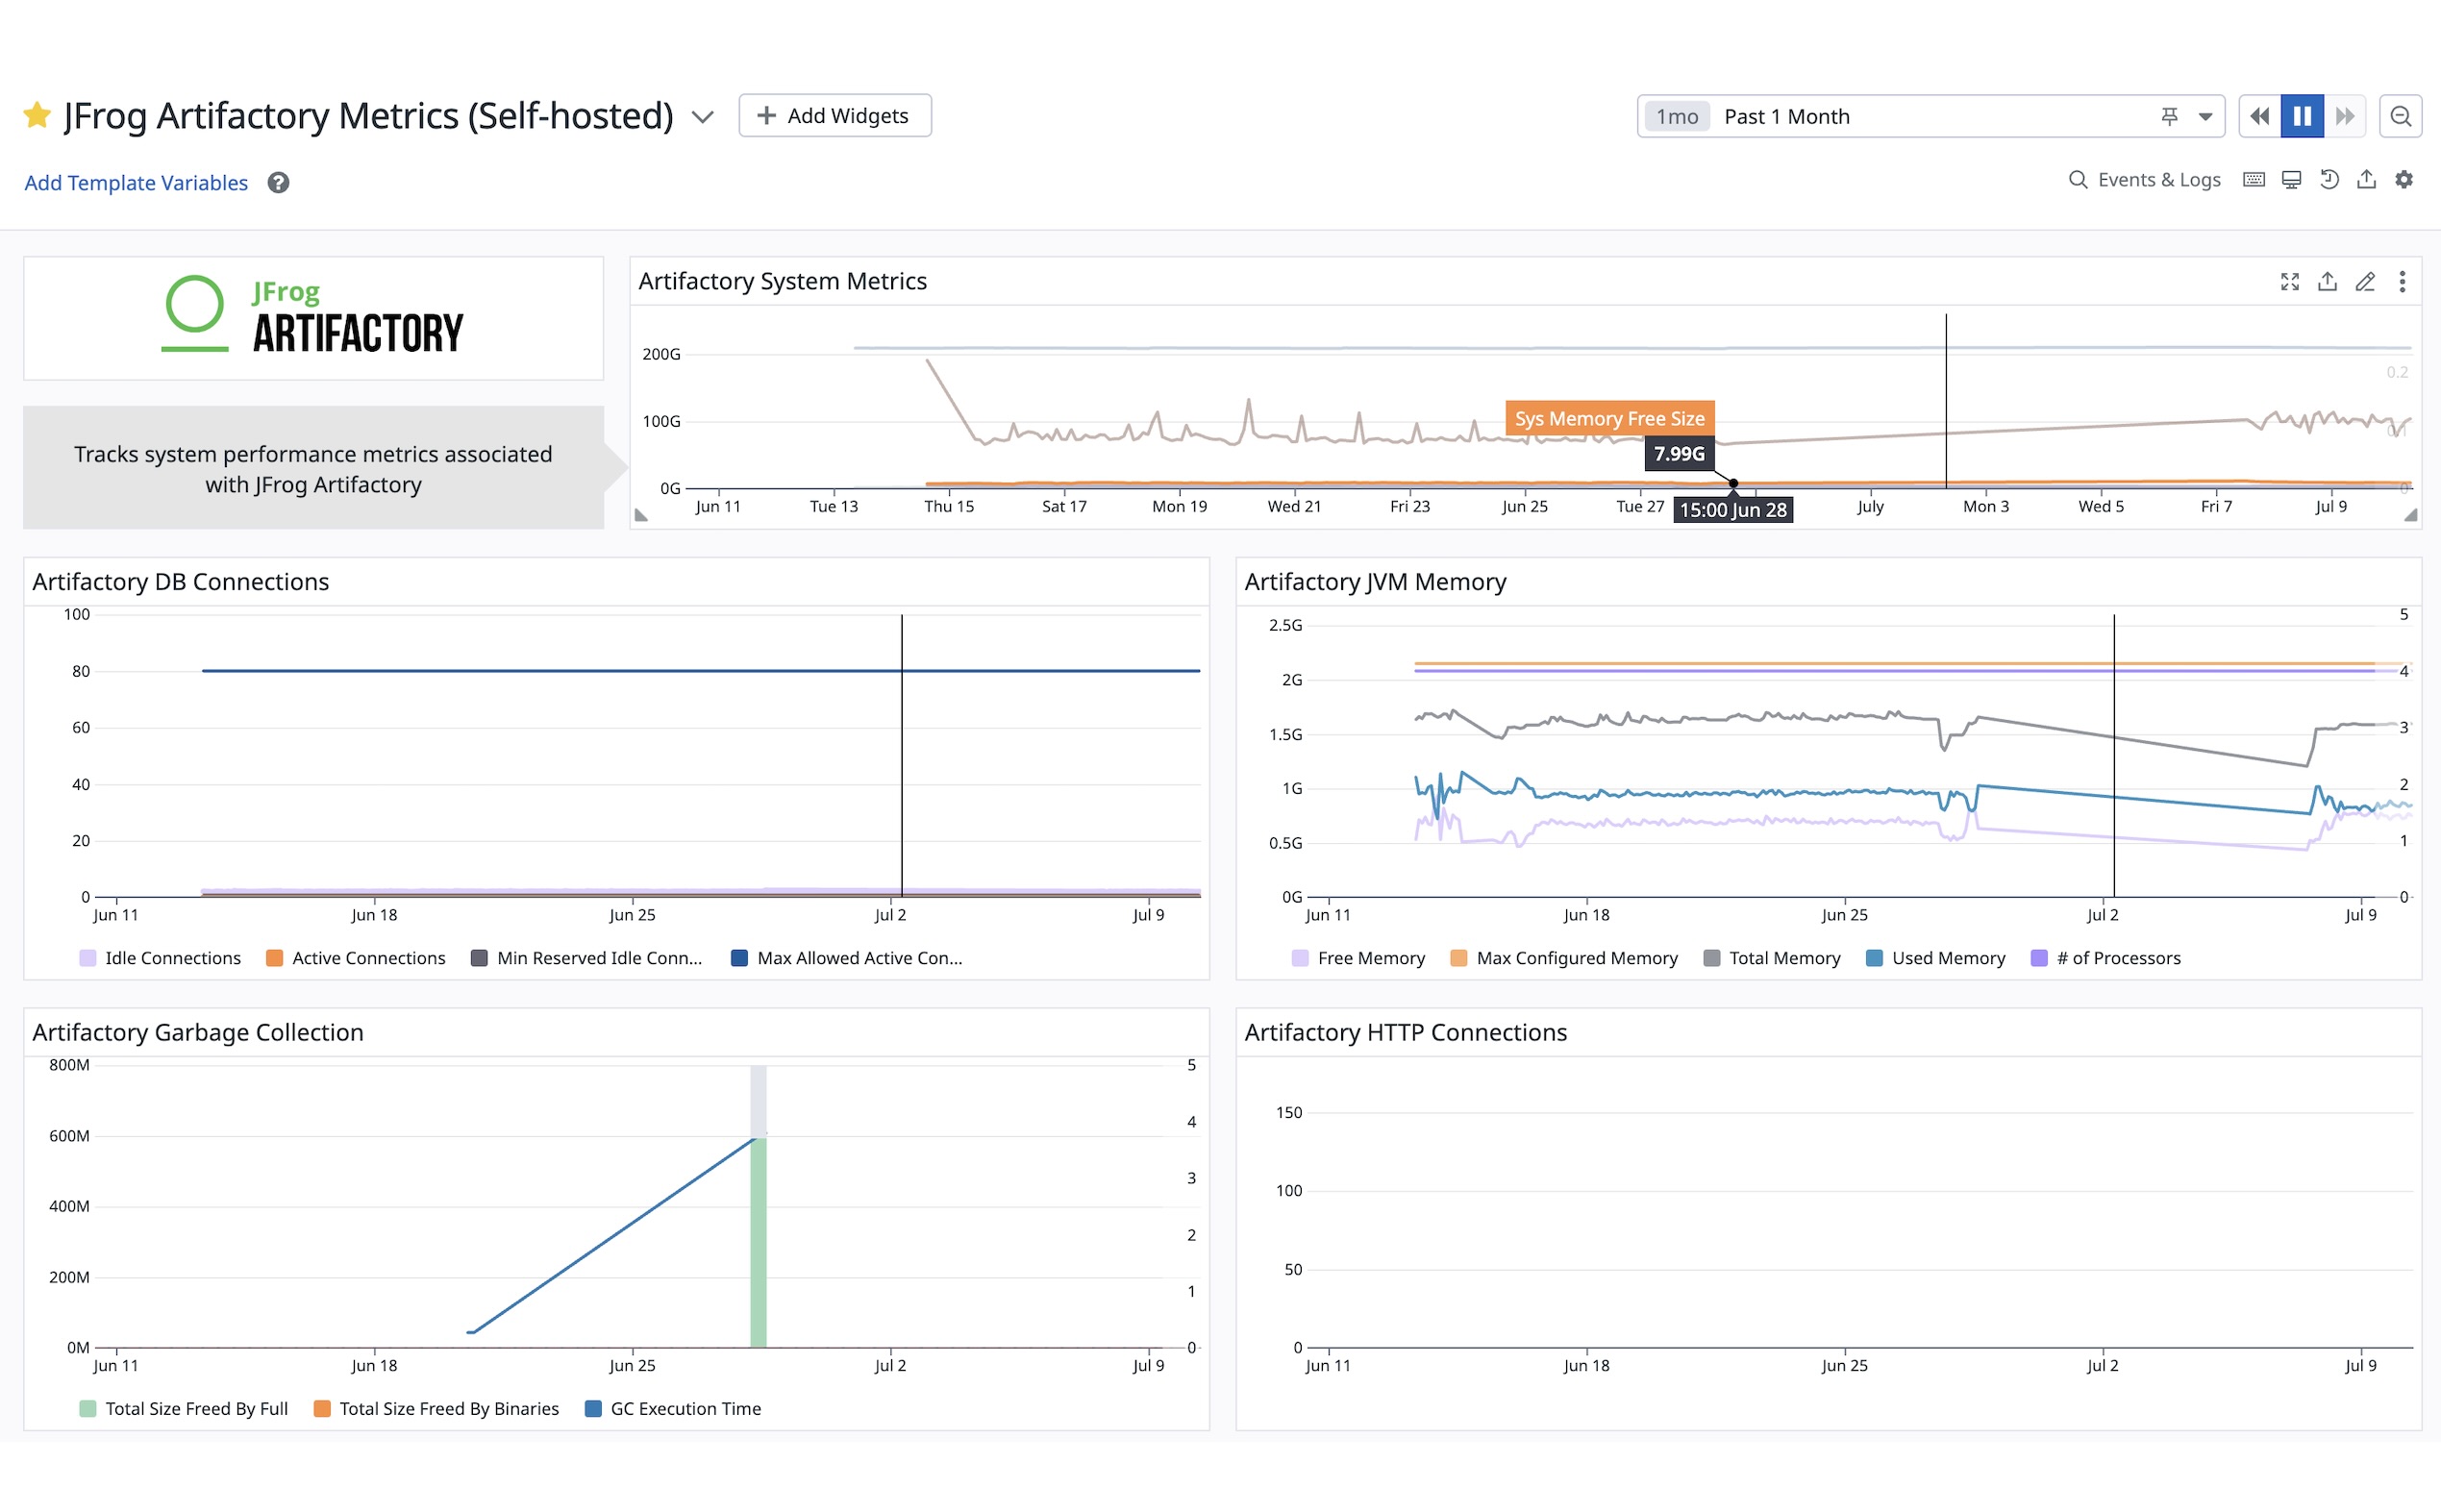 JFrog Artifactory Metrics (Self-hosted)
Add Widgets
1mo Past 1 Month
Add Template Variables
?
Events & Logs
JFrog
ARTIFACTORY
Tracks system performance metrics associated
with JFrog Artifactory
Artifactory System Metrics
200G
100G
0G
0.2
0.1
0
Sys Memory Free Size
7.99G
Jun 11 Tue 13 Thu 15 Sat 17 Mon 19 Wed 21 Fri 23 Jun 25 Tue 27 15:00 Jun 28 July Mon 3 Wed 5 Fri 7 Jul 9
Artifactory DB Connections
100
80
60
40
20
0
Jun 11 Jun 18 Jun 25 Jul 2 Jul 9
Idle Connections Active Connections Min Reserved Idle Conn... Max Allowed Active Con...
Artifactory JVM Memory
2.5G
2G
1.5G
1G
0.5G
0G
5
4
3
2
1
0
Jun 11 Jun 18 Jun 25 Jul 2 Jul 9
Free Memory Max Configured Memory Total Memory Used Memory # of Processors
Artifactory Garbage Collection
800M
600M
400M
200M
0M
5
4
3
2
1
0
Jun 11 Jun 18 Jun 25 Jul 2 Jul 9
Total Size Freed By Full Total Size Freed By Binaries GC Execution Time
Artifactory HTTP Connections
150
100
50
0
Jun 11 Jun 18 Jun 25 Jul 2 Jul 9